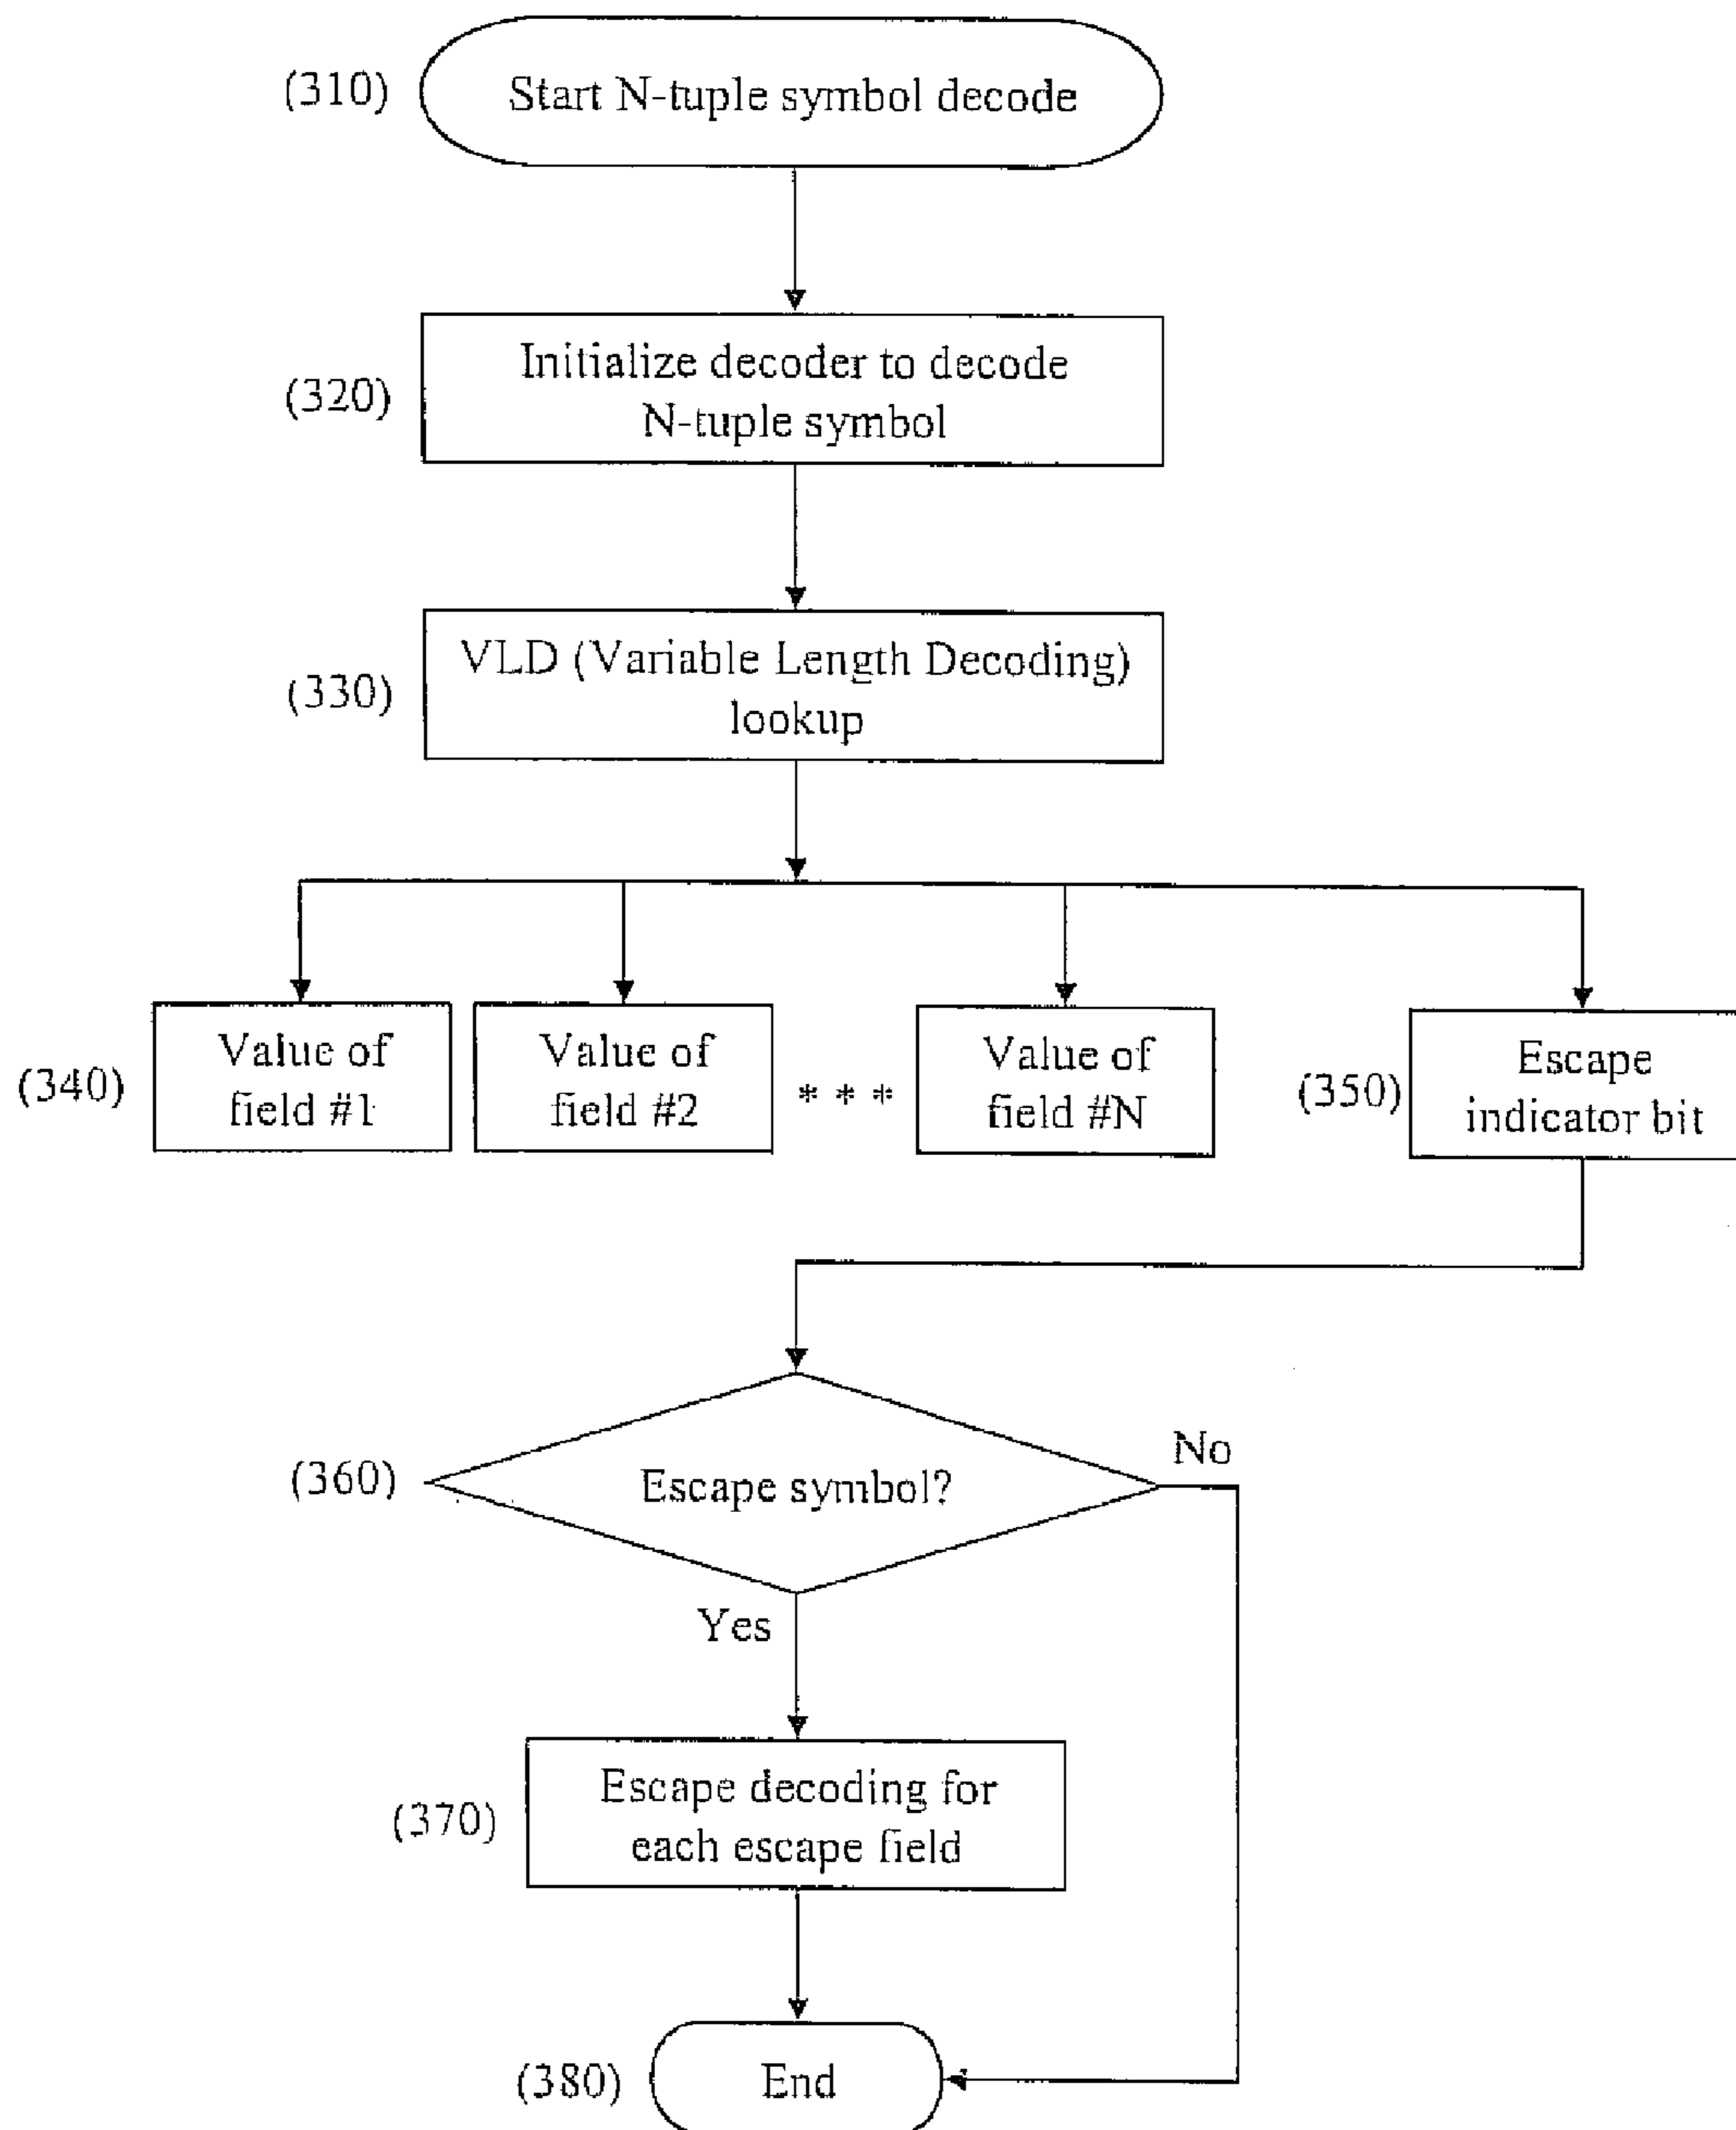 (310)
Start N-tuple symbol decode
(320)
Initialize decoder to decode
N-tuple symbol
(330)
VLD (Variable Length Decoding)
lookup
(340)
Value of
field #1
Value of
field #2
* * *
Value of
field #N
(350)
Escape
indicator bit
(360)
Escape symbol?
No
Yes
(370)
Escape decoding for
each escape field
(380)
End